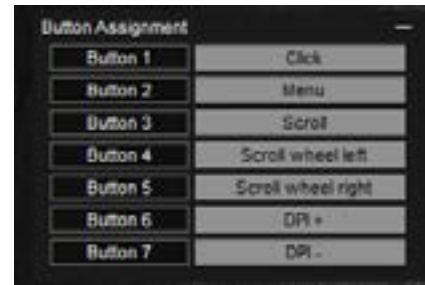 Button Assignment
Button 1 Click
Button 2 Menu
Button 3 Scroll
Button 4 Scroll wheel left
Button 5 Scroll wheel right
Button 6 DPI +
Button 7 DPI -